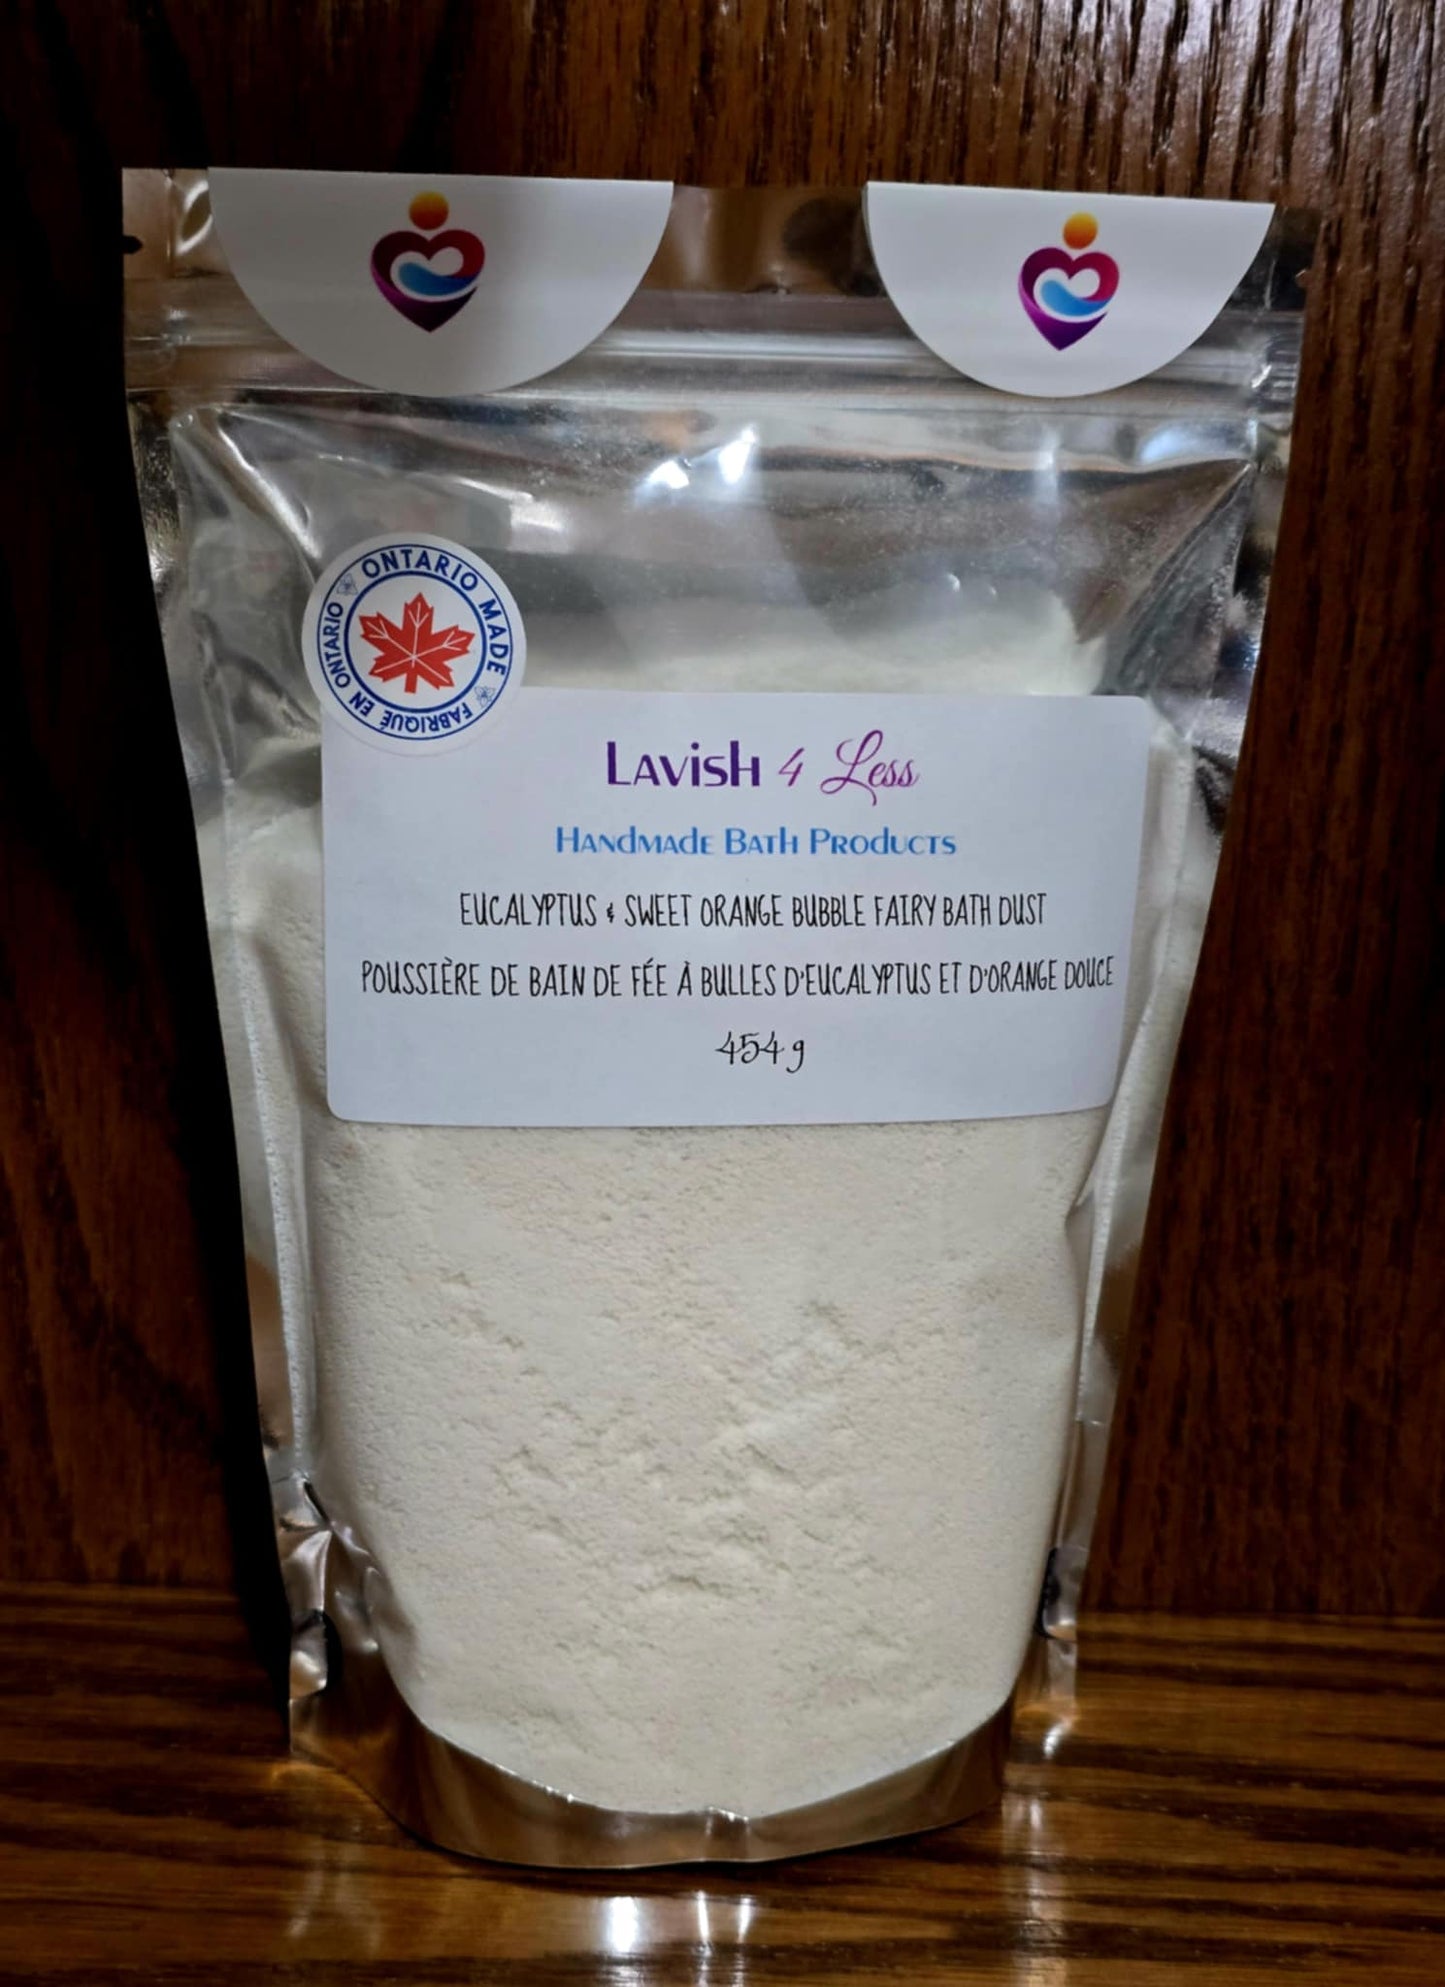 ONTARIO MADE
FABRIQUÉ EN ONTARIO
Lavish 4 Less
Handmade Bath Products
EUCALYPTUS & SWEET ORANGE BUBBLE FAIRY BATH DUST
POUSSIÈRE DE BAIN DE FÉE À BULLES D'EUCALYPTUS ET D'ORANGE DOUCE
454 g